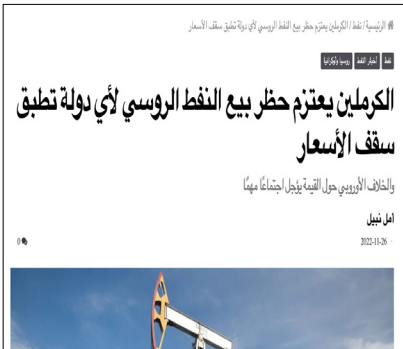 الرئيسية / نفط / الكرملين يعتزم حظر بيع النفط الروسي لأي دولة تطبق سقف الأسعار
نفط أخبار النفط روسيا وأوكرانيا
الكرملين يعتزم حظر بيع النفط الروسي لأي دولة تطبق
سقف الأسعار
والخلاف الأوروبي حول القيمة يؤجل اجتماعًا مهمًا
أمل نبيل
2022-11-26 0